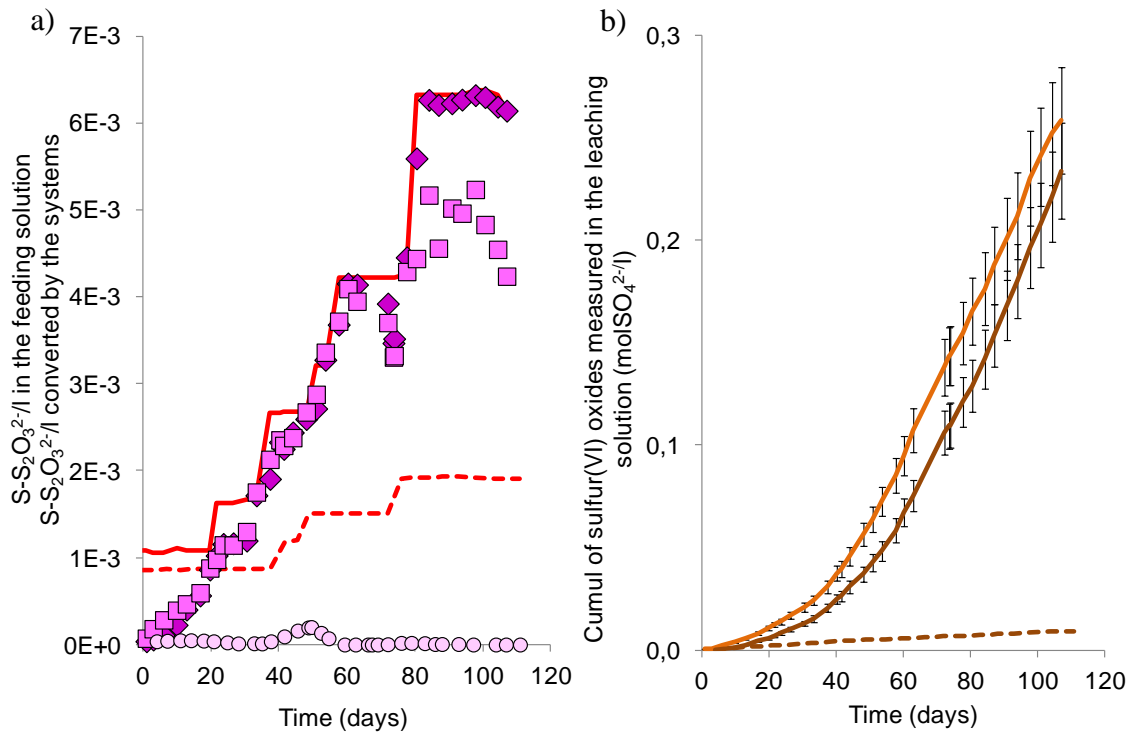 a)
S-S₂O₃²⁻/l in the feeding solution
S-S₂O₃²⁻/l converted by the systems
7E-3
6E-3
5E-3
4E-3
3E-3
2E-3
1E-3
0E+0
0 20 40 60 80 100 120
Time (days)
b)
Cumul of sulfur(VI) oxides measured in the leaching
solution (molSO₄²⁻/l)
0,3
0,2
0,1
0,0
0 20 40 60 80 100 120
Time (days)